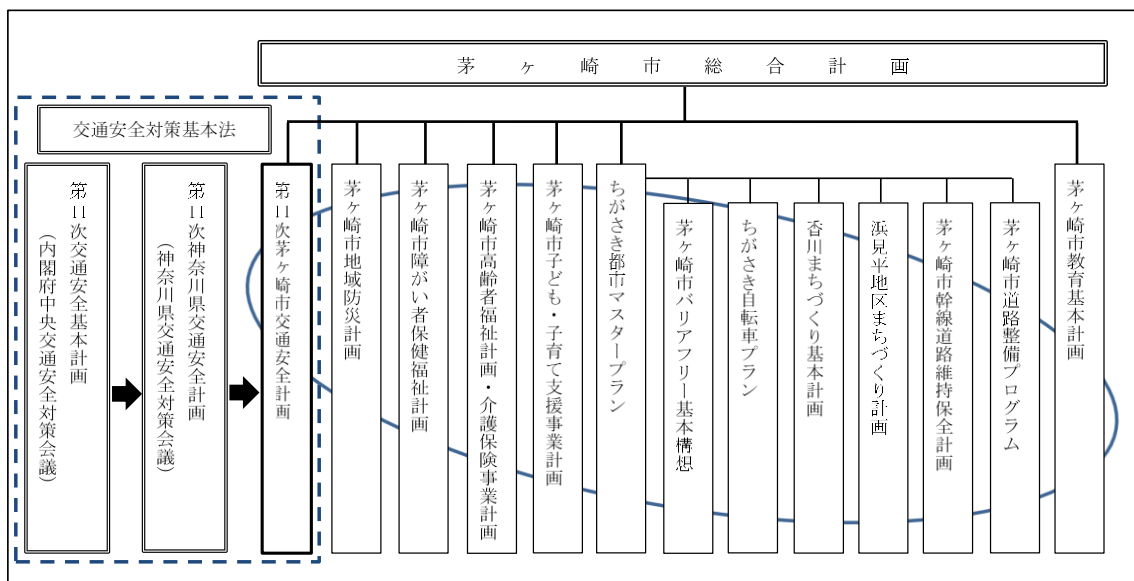 茅ヶ崎市総合計画
交通安全対策基本法
第11次交通安全基本計画
(内閣府中央交通安全対策会議)
第11次神奈川県交通安全計画
(神奈川県交通安全対策会議)
第11次茅ヶ崎市交通安全計画
茅ヶ崎市地域防災計画
茅ヶ崎市障がい者保健福祉計画
茅ヶ崎市高齢者福祉計画・介護保険事業計画
茅ヶ崎市子ども・子育て支援事業計画
ちがさき都市マスタープラン
茅ヶ崎市バリアフリー基本構想
ちがさき自転車プラン
香川まちづくり基本計画
浜見平地区まちづくり計画
茅ヶ崎市幹線道路維持保全計画
茅ヶ崎市道路整備プログラム
茅ヶ崎市教育基本計画